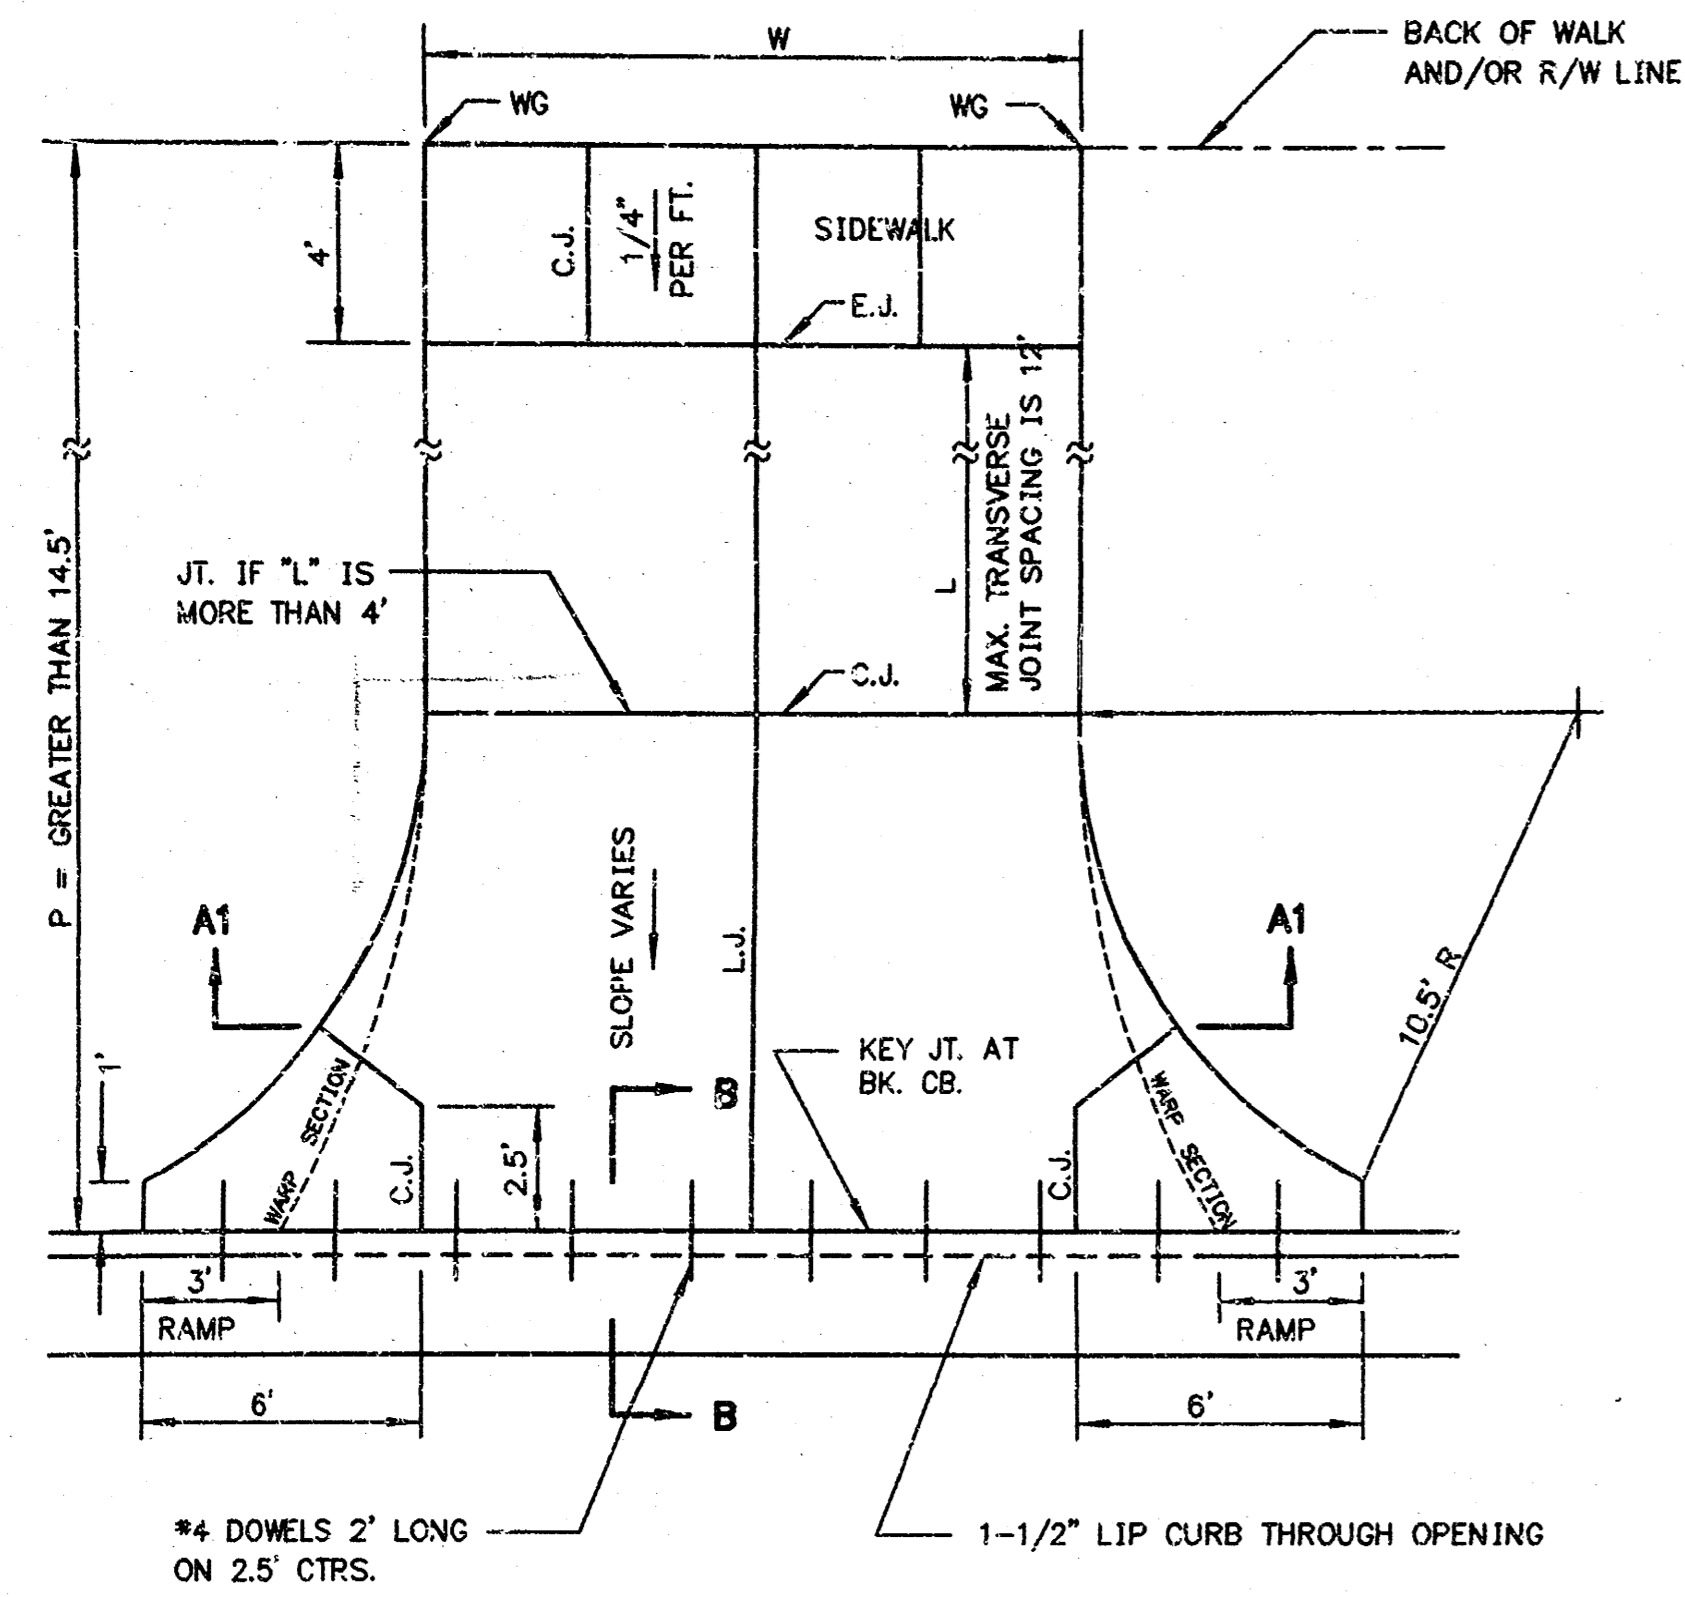 W
BACK OF WALK
AND/OR R/W LINE
WG
WG
4'
C.J.
1/4"
PER FT.
SIDEWALK
E.J.
MAX. TRANSVERSE
JOINT SPACING IS 12'
L
P = GREATER THAN 14.5'
JT. IF "L" IS
MORE THAN 4'
C.J.
A1
SLOPE VARIES
L.J.
A1
10.5' R
1'
WARP SECTION
C.J.
2.5'
B
KEY JT. AT
BK. CB.
C.J.
WARP SECTION
3'
RAMP
3'
RAMP
6'
B
6'
#4 DOWELS 2' LONG
ON 2.5' CTRS.
1-1/2" LIP CURB THROUGH OPENING